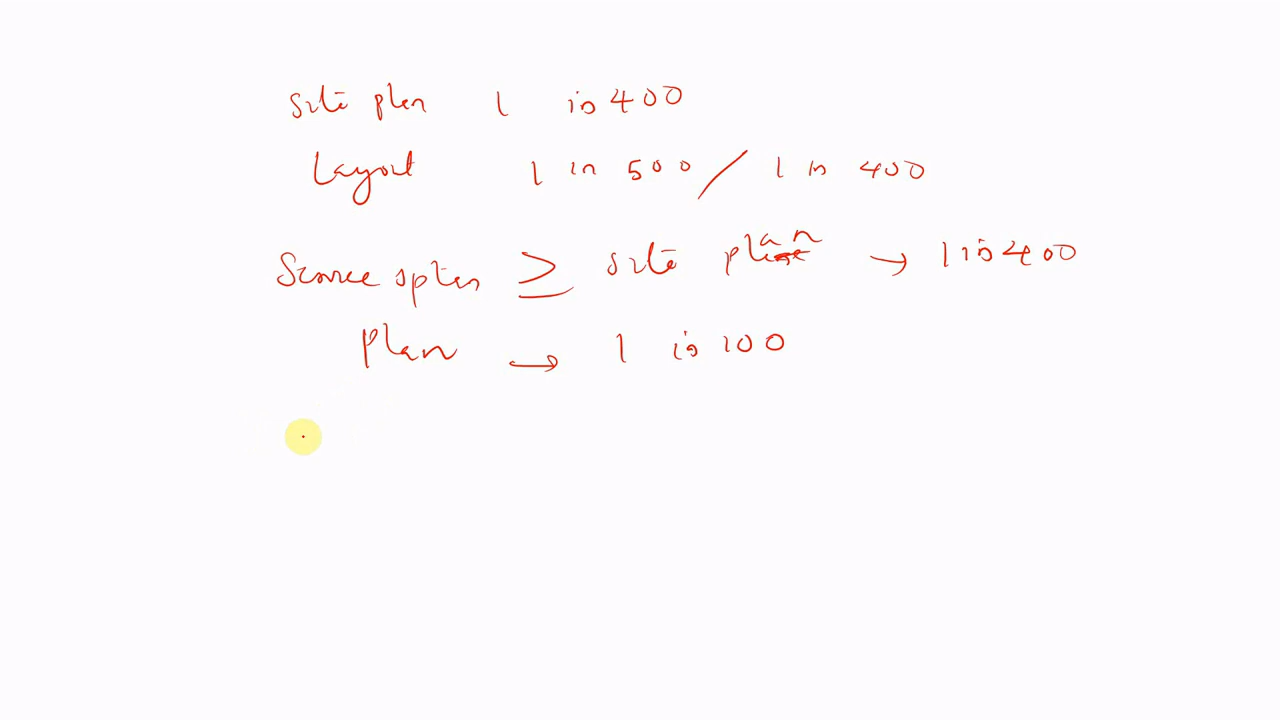 Site plan 1 in 400
Layout 1 in 500 / 1 in 400
Service plan ≥ site plan → 1 in 400
Plan → 1 in 100